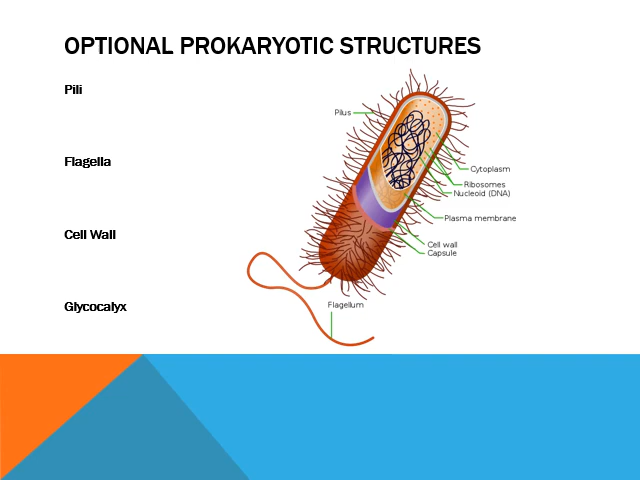 OPTIONAL PROKARYOTIC STRUCTURES
Pili
Flagella
Cell Wall
Glycocalyx
Pilus
Cytoplasm
Ribosomes
Nucleoid (DNA)
Plasma membrane
Cell wall
Capsule
Flagellum